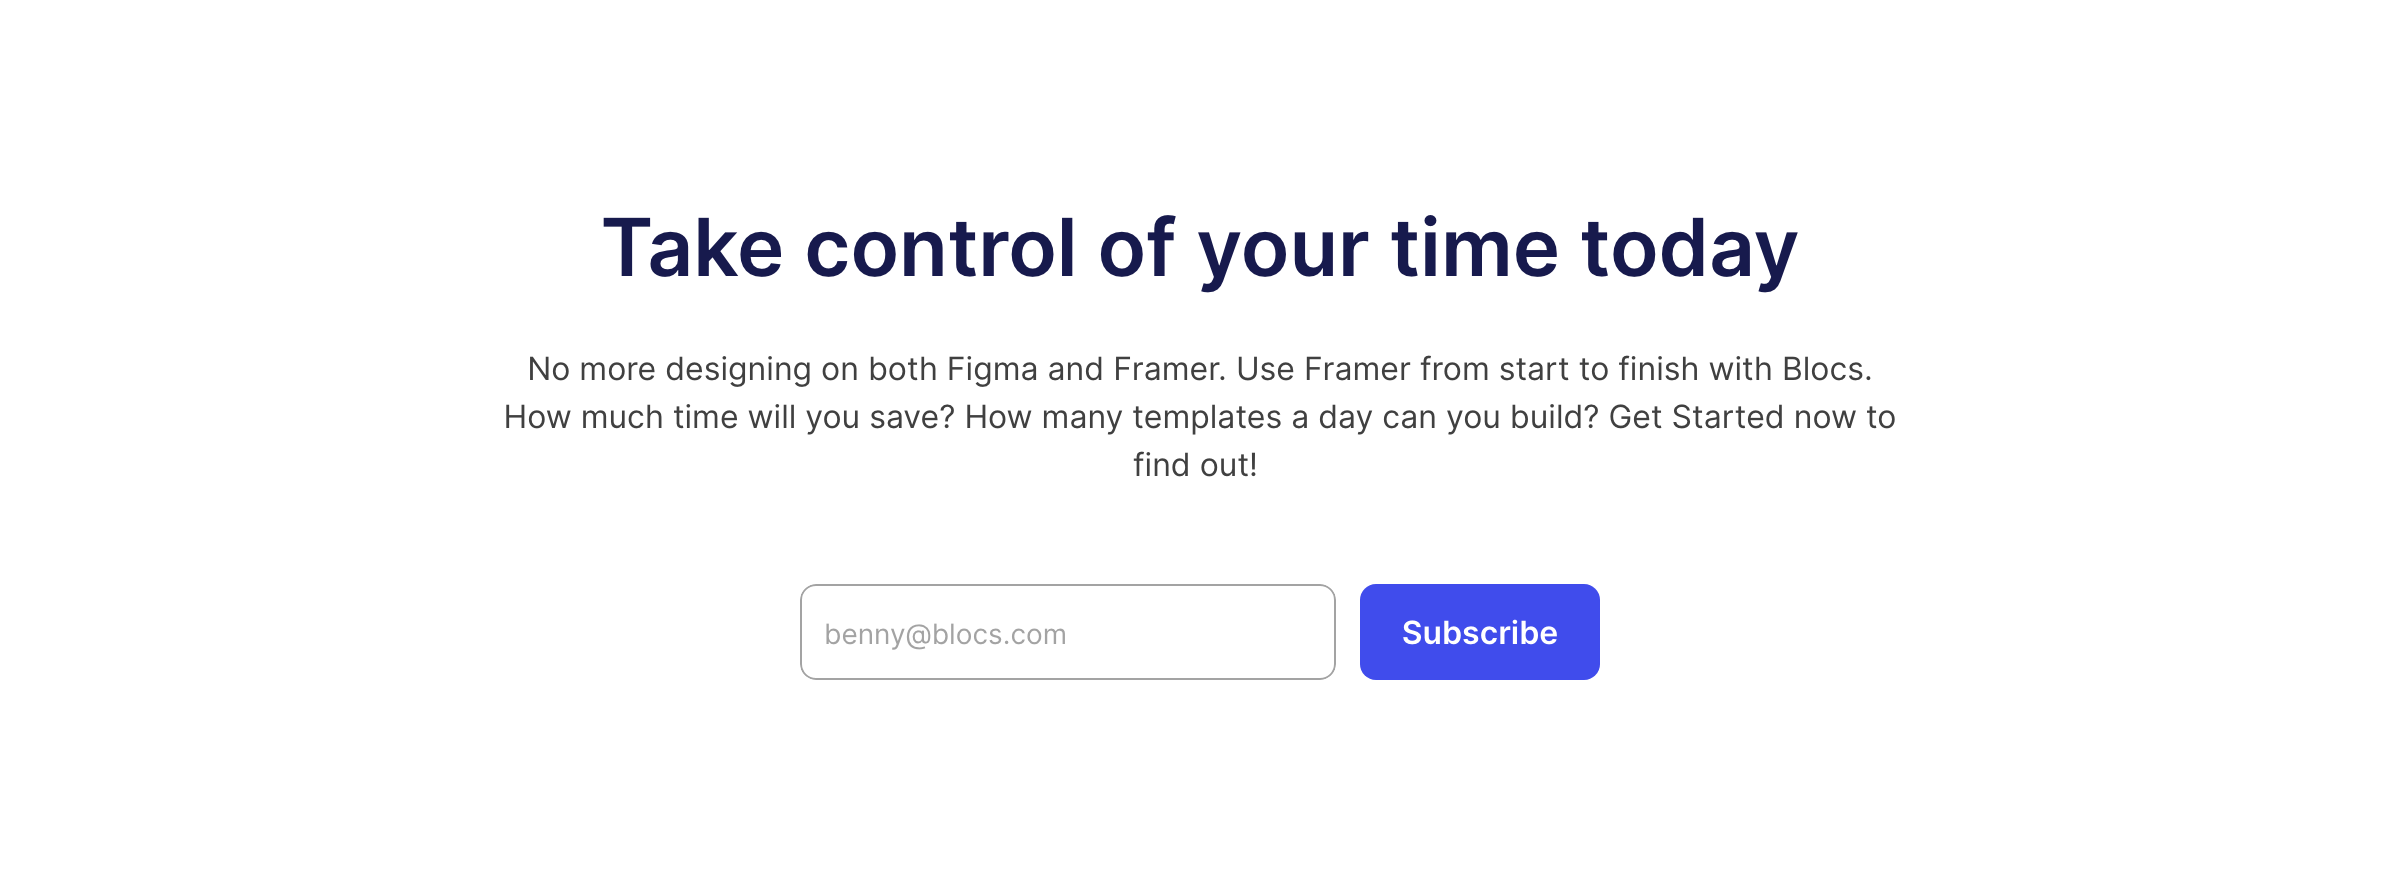 Take control of your time today
No more designing on both Figma and Framer. Use Framer from start to finish with Blocs.
How much time will you save? How many templates a day can you build? Get Started now to
find out!
benny@blocs.com
Subscribe